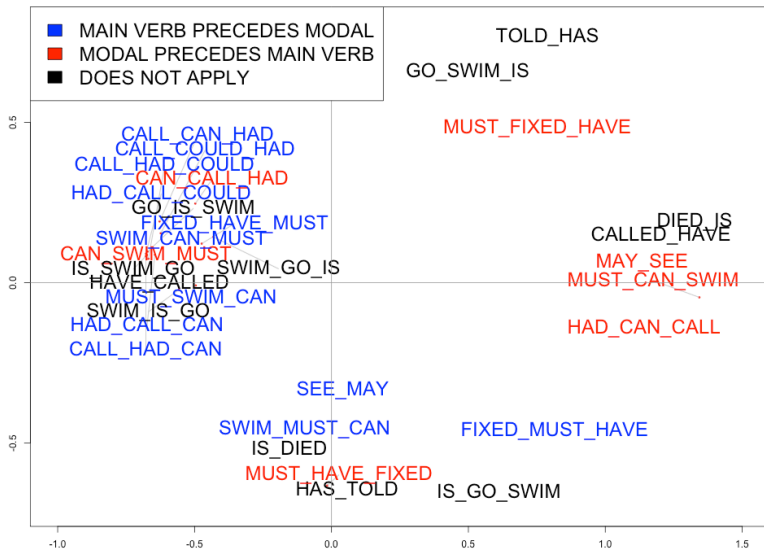 MAIN VERB PRECEDES MODAL
MODAL PRECEDES MAIN VERB
DOES NOT APPLY
TOLD_HAS
GO_SWIM_IS
MUST_FIXED_HAVE
CALL_CAN_HAD
CALL_COULD_HAD
CALL_HAD_COULD
CAN_CALL_HAD
HAD_CALL_COULD
GO_IS_SWIM
FIXED_HAVE_MUST
SWIM_CAN_MUST
CAN_SWIM_MUST
IS_SWIM_GO
SWIM_GO_IS
HAVE_CALLED
MUST_SWIM_CAN
SWIM_IS_GO
HAD_CALL_CAN
CALL_HAD_CAN
DIED_IS
CALLED_HAVE
MAY_SEE
MUST_CAN_SWIM
HAD_CAN_CALL
SEE_MAY
SWIM_MUST_CAN
FIXED_MUST_HAVE
IS_DIED
MUST_HAVE_FIXED
HAS_TOLD
IS_GO_SWIM
0.5
0.0
-0.5
-1.0 -0.5 0.0 0.5 1.0 1.5